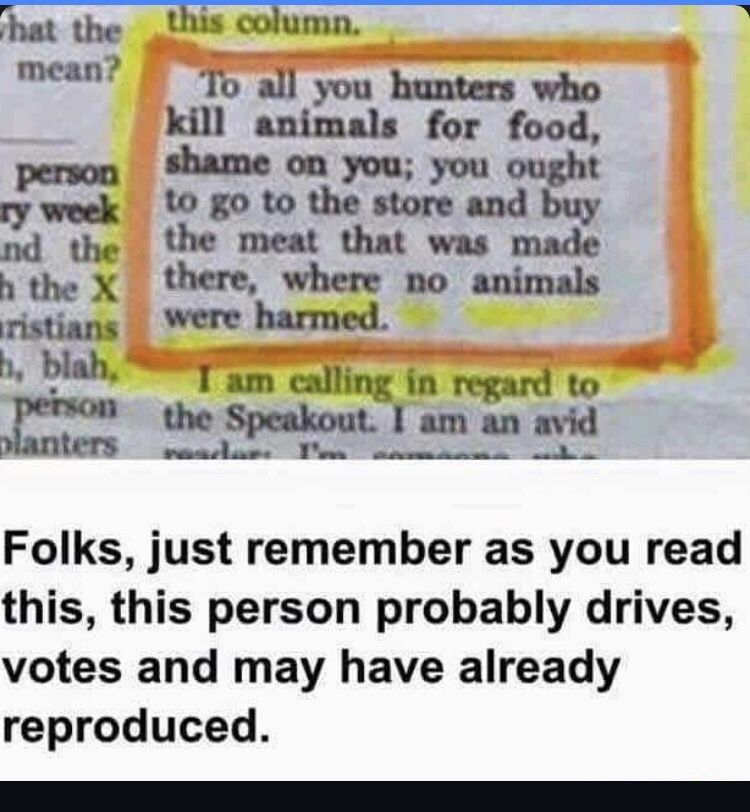 what the
mean?
person
ry week
nd the
h the X
ristians
h, blah,
person
planters
this column.
To all you hunters who
kill animals for food,
shame on you; you ought
to go to the store and buy
the meat that was made
there, where no animals
were harmed.
I am calling in regard to
the Speakout. I am an avid
Folks, just remember as you read
this, this person probably drives,
votes and may have already
reproduced.